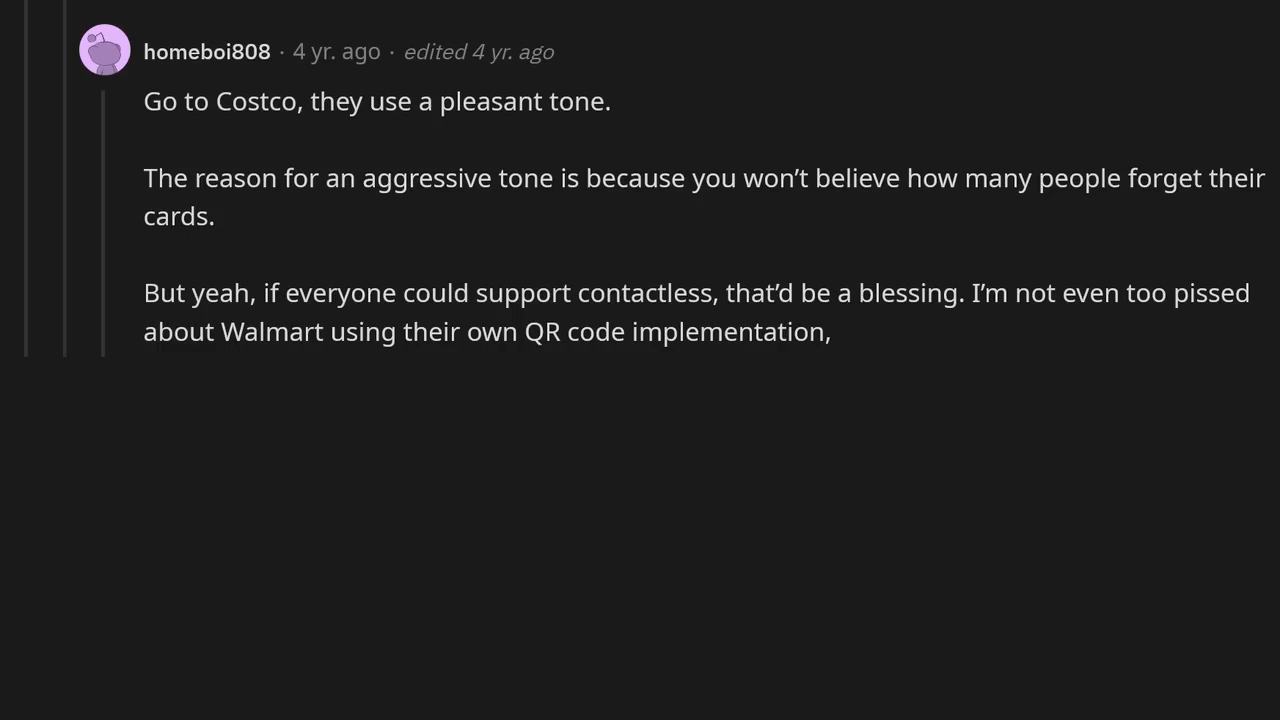 homeboi808 · 4 yr. ago · edited 4 yr. ago
Go to Costco, they use a pleasant tone.
The reason for an aggressive tone is because you won’t believe how many people forget their
cards.
But yeah, if everyone could support contactless, that’d be a blessing. I’m not even too pissed
about Walmart using their own QR code implementation,